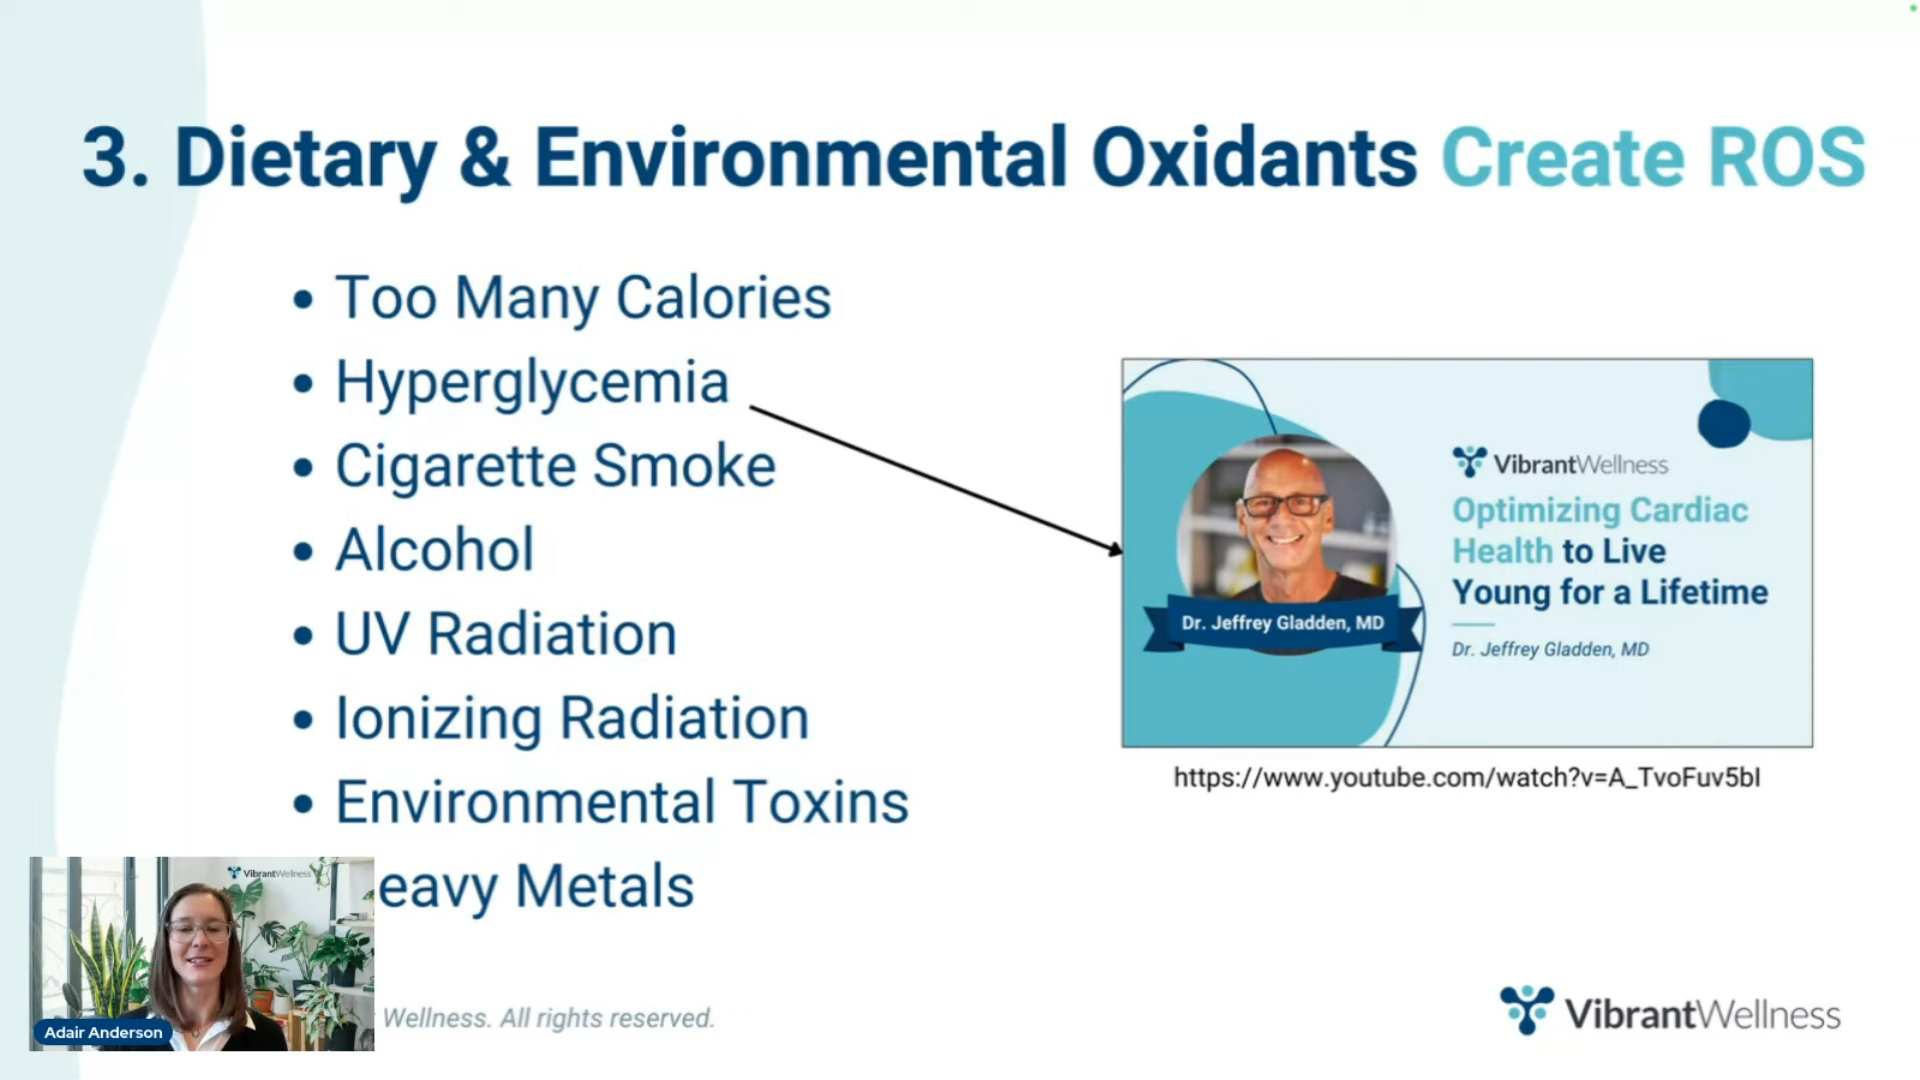 3. Dietary & Environmental Oxidants Create ROS
• Too Many Calories
• Hyperglycemia
• Cigarette Smoke
• Alcohol
• UV Radiation
• Ionizing Radiation
• Environmental Toxins
eavy Metals
VibrantWellness
Optimizing Cardiac
Health to Live
Young for a Lifetime
Dr. Jeffrey Gladden, MD
Dr. Jeffrey Gladden, MD
https://www.youtube.com/watch?v=A_TvoFuv5bI
VibrantWellness
Adair Anderson
Wellness. All rights reserved.
VibrantWellness